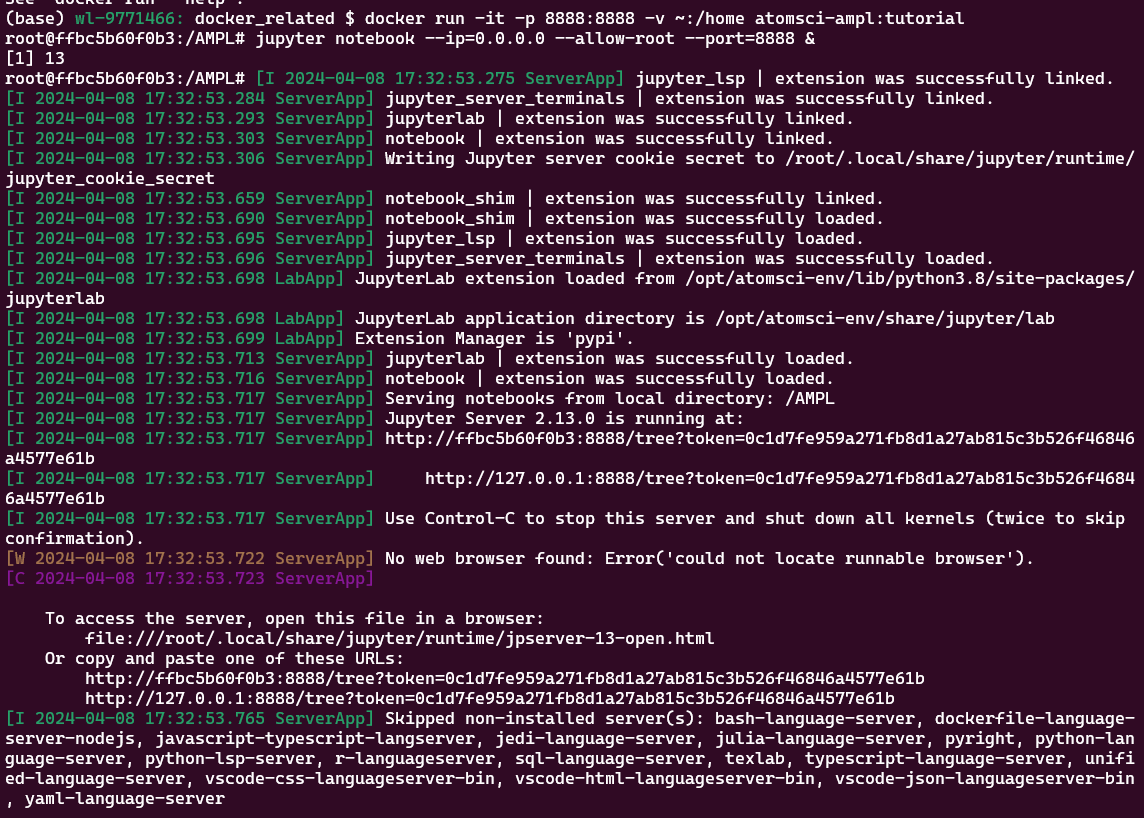 see 'docker run --help'.
(base) wl-9771466: docker_related $ docker run -it -p 8888:8888 -v ~:/home atomsci-ampl:tutorial
root@ffbc5b60f0b3:/AMPL# jupyter notebook --ip=0.0.0.0 --allow-root --port=8888 &
[1] 13
root@ffbc5b60f0b3:/AMPL# [I 2024-04-08 17:32:53.275 ServerApp] jupyter_lsp | extension was successfully linked.
[I 2024-04-08 17:32:53.284 ServerApp] jupyter_server_terminals | extension was successfully linked.
[I 2024-04-08 17:32:53.293 ServerApp] jupyterlab | extension was successfully linked.
[I 2024-04-08 17:32:53.303 ServerApp] notebook | extension was successfully linked.
[I 2024-04-08 17:32:53.306 ServerApp] Writing Jupyter server cookie secret to /root/.local/share/jupyter/runtime/
jupyter_cookie_secret
[I 2024-04-08 17:32:53.659 ServerApp] notebook_shim | extension was successfully linked.
[I 2024-04-08 17:32:53.690 ServerApp] notebook_shim | extension was successfully loaded.
[I 2024-04-08 17:32:53.695 ServerApp] jupyter_lsp | extension was successfully loaded.
[I 2024-04-08 17:32:53.696 ServerApp] jupyter_server_terminals | extension was successfully loaded.
[I 2024-04-08 17:32:53.698 LabApp] JupyterLab extension loaded from /opt/atomsci-env/lib/python3.8/site-packages/
jupyterlab
[I 2024-04-08 17:32:53.698 LabApp] JupyterLab application directory is /opt/atomsci-env/share/jupyter/lab
[I 2024-04-08 17:32:53.699 LabApp] Extension Manager is 'pypi'.
[I 2024-04-08 17:32:53.713 ServerApp] jupyterlab | extension was successfully loaded.
[I 2024-04-08 17:32:53.716 ServerApp] notebook | extension was successfully loaded.
[I 2024-04-08 17:32:53.717 ServerApp] Serving notebooks from local directory: /AMPL
[I 2024-04-08 17:32:53.717 ServerApp] Jupyter Server 2.13.0 is running at:
[I 2024-04-08 17:32:53.717 ServerApp] http://ffbc5b60f0b3:8888/tree?token=0c1d7fe959a271fb8d1a27ab815c3b526f46846
a4577e61b
[I 2024-04-08 17:32:53.717 ServerApp]     http://127.0.0.1:8888/tree?token=0c1d7fe959a271fb8d1a27ab815c3b526f4684
6a4577e61b
[I 2024-04-08 17:32:53.717 ServerApp] Use Control-C to stop this server and shut down all kernels (twice to skip
confirmation).
[W 2024-04-08 17:32:53.722 ServerApp] No web browser found: Error('could not locate runnable browser').
[C 2024-04-08 17:32:53.723 ServerApp]
To access the server, open this file in a browser:
file:///root/.local/share/jupyter/runtime/jpserver-13-open.html
Or copy and paste one of these URLs:
http://ffbc5b60f0b3:8888/tree?token=0c1d7fe959a271fb8d1a27ab815c3b526f46846a4577e61b
http://127.0.0.1:8888/tree?token=0c1d7fe959a271fb8d1a27ab815c3b526f46846a4577e61b
[I 2024-04-08 17:32:53.765 ServerApp] Skipped non-installed server(s): bash-language-server, dockerfile-language-
server-nodejs, javascript-typescript-langserver, jedi-language-server, julia-language-server, pyright, python-lan
guage-server, python-lsp-server, r-languageserver, sql-language-server, texlab, typescript-language-server, unifi
ed-language-server, vscode-css-languageserver-bin, vscode-html-languageserver-bin, vscode-json-languageserver-bin
, yaml-language-server